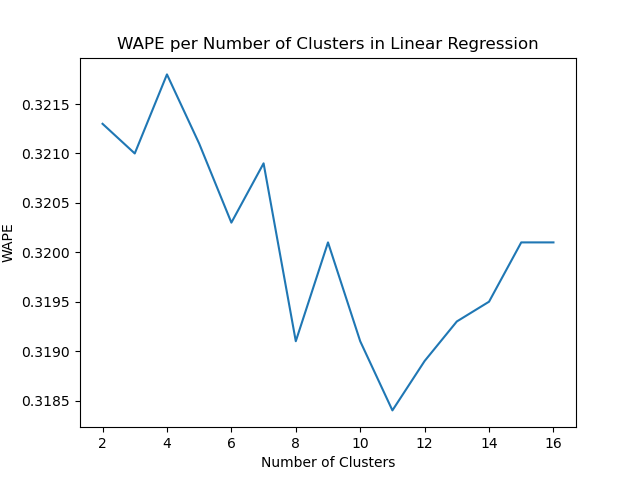 WAPE per Number of Clusters in Linear Regression
0.3215
0.3210
0.3205
0.3200
0.3195
0.3190
0.3185
WAPE
2 4 6 8 10 12 14 16
Number of Clusters